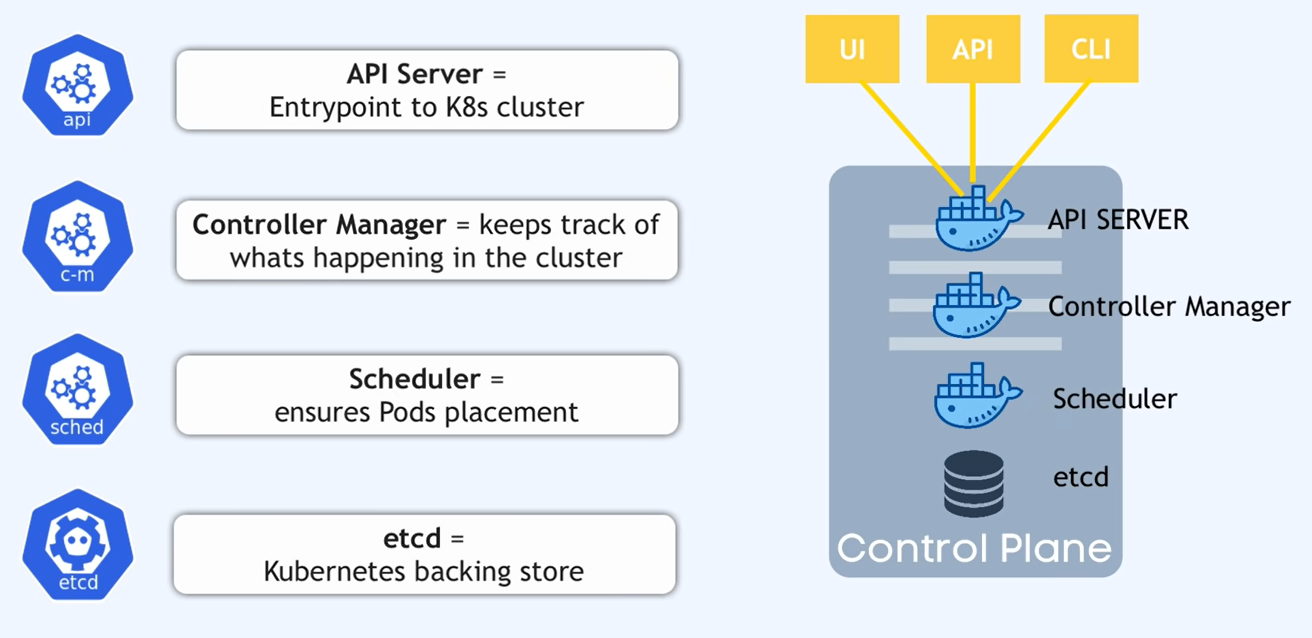 api
API Server =
Entrypoint to K8s cluster
c-m
Controller Manager = keeps track of
whats happening in the cluster
sched
Scheduler =
ensures Pods placement
etcd
etcd =
Kubernetes backing store
UI
API
CLI
API SERVER
Controller Manager
Scheduler
etcd
Control Plane